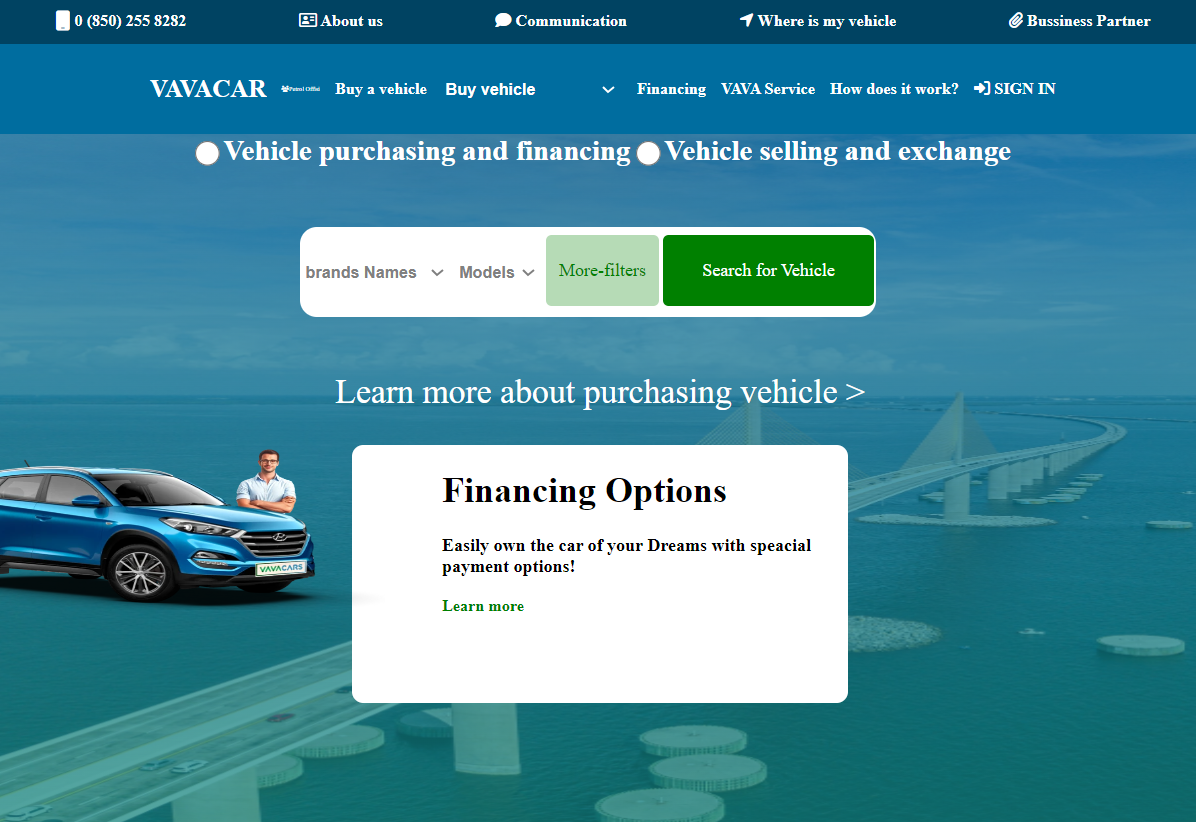 0 (850) 255 8282
About us
Communication
Where is my vehicle
Bussiness Partner
VAVACAR
Buy a vehicle
Buy vehicle
Financing
VAVA Service
How does it work?
SIGN IN
Vehicle purchasing and financing
Vehicle selling and exchange
brands Names
Models
More-filters
Search for Vehicle
Learn more about purchasing vehicle >
Financing Options
Easily own the car of your Dreams with speacial
payment options!
VAVACARS
Learn more